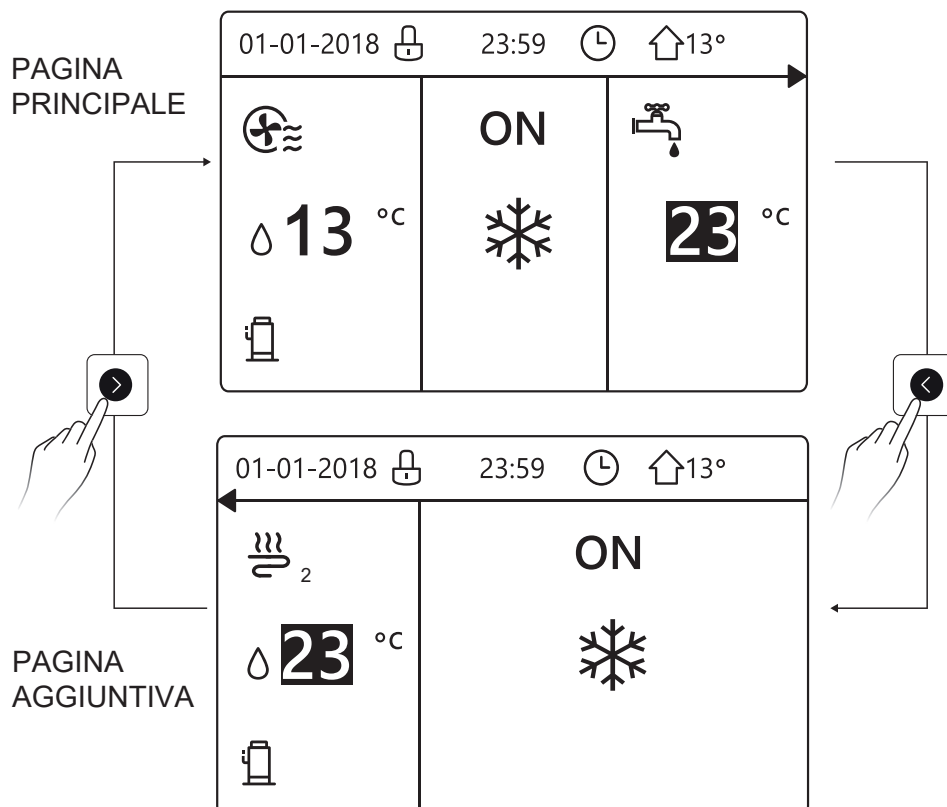 PAGINA
PRINCIPALE
01-01-2018 23:59 13°
ON
13 °C
23 °C
01-01-2018 23:59 13°
2
ON
23 °C
PAGINA
AGGIUNTIVA